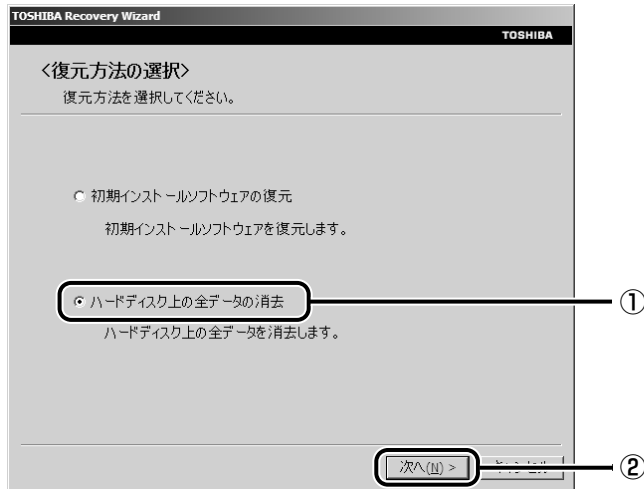 TOSHIBA Recovery Wizard
TOSHIBA
<復元方法の選択>
復元方法を選択してください。
初期インストールソフトウェアの復元
初期インストールソフトウェアを復元します。
ハードディスク上の全データの消去
①
ハードディスク上の全データを消去します。
次へ(N) >
キャンセル
②